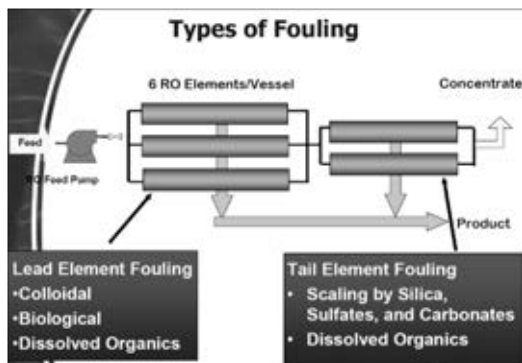 Types of Fouling
6 RO Elements/Vessel
Concentrate
Feed
RO Feed Pump
Product
Lead Element Fouling
•Colloidal
•Biological
•Dissolved Organics
Tail Element Fouling
• Scaling by Silica,
Sulfates, and Carbonates
• Dissolved Organics